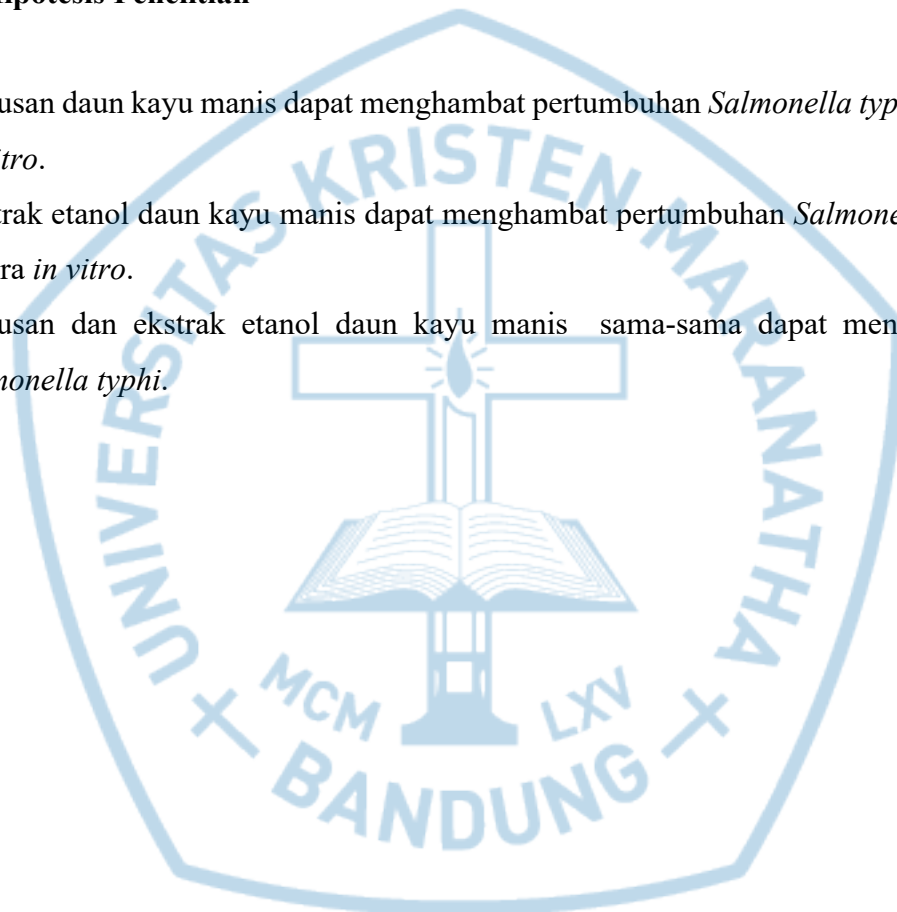 ipotesis Penelitian
usan daun kayu manis dapat menghambat pertumbuhan Salmonella typ
tro.
trak etanol daun kayu manis dapat menghambat pertumbuhan Salmone
ra in vitro.
usan dan ekstrak etanol daun kayu manis sama-sama dapat men
monella typhi.
UNIVERSITAS KRISTEN MARANATHA
MCM LXV
BANDUNG